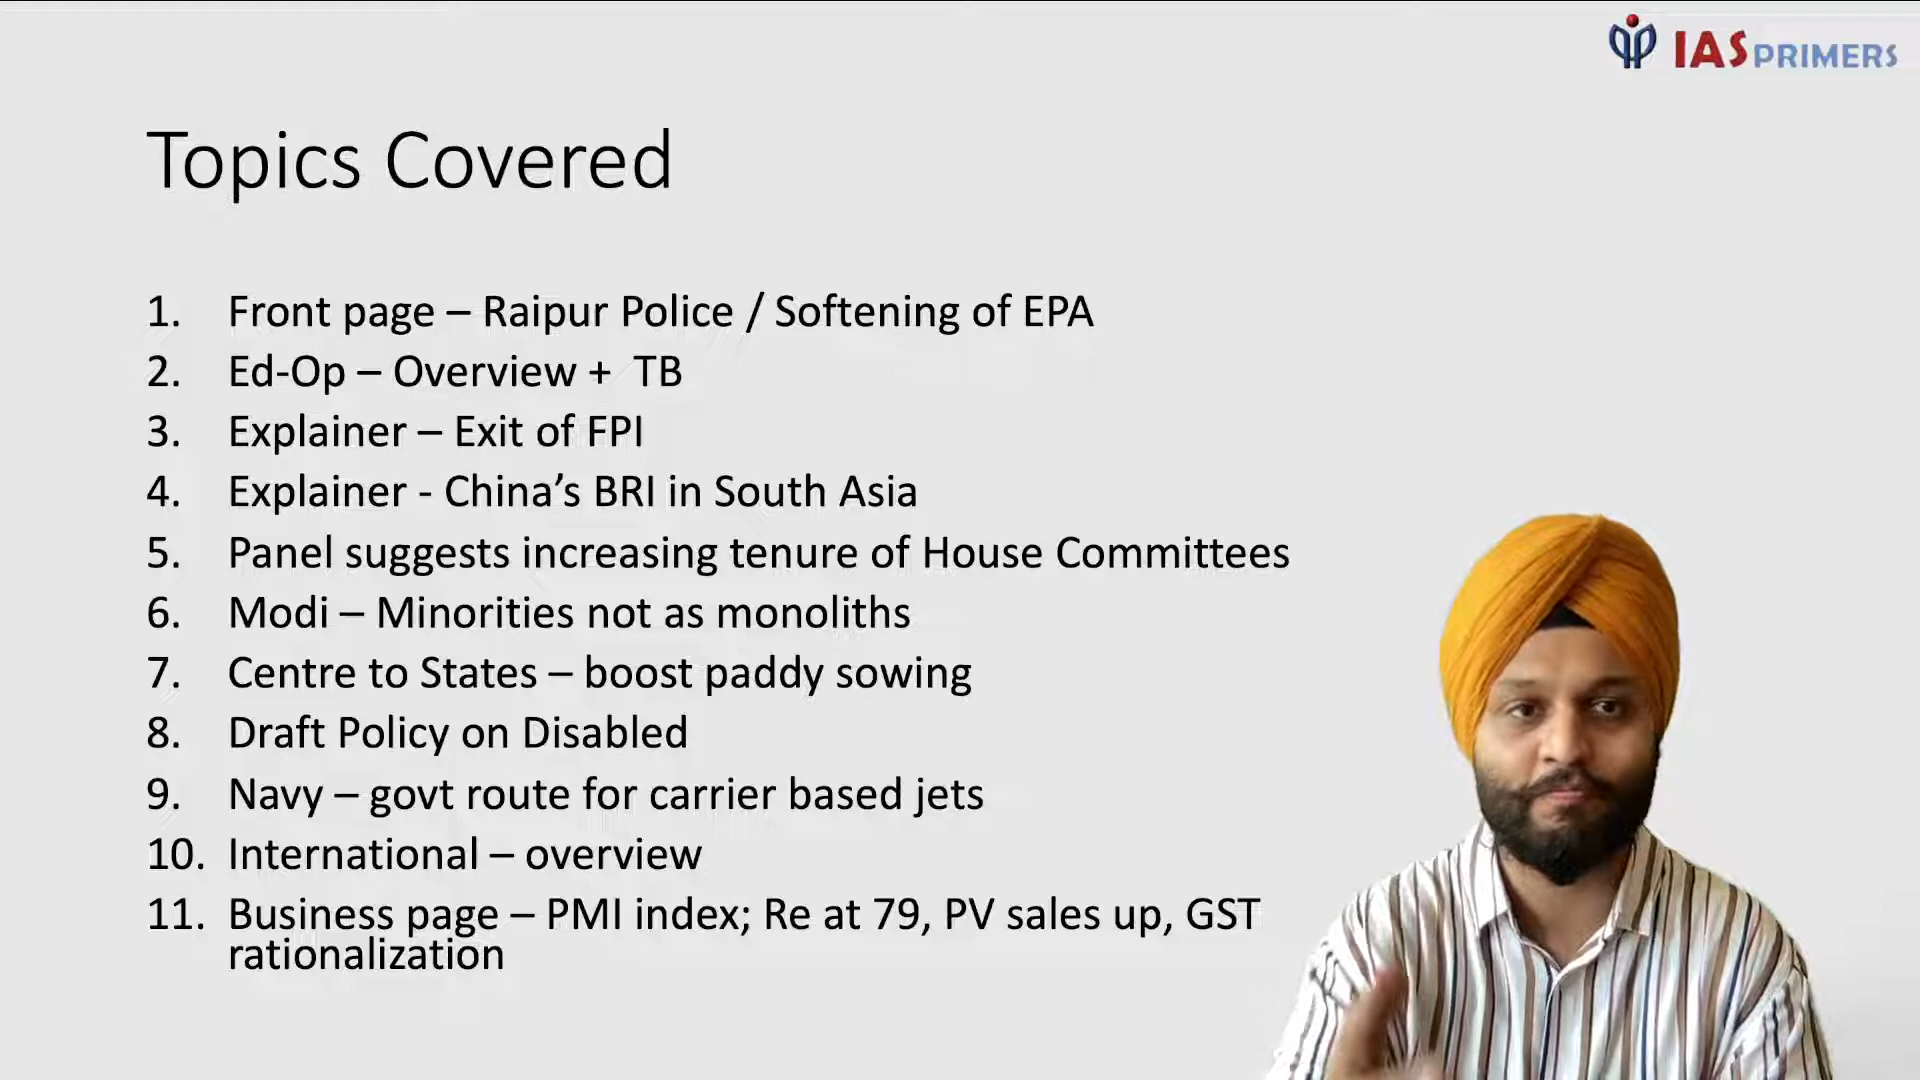 IAS PRIMERS
Topics Covered
1. Front page – Raipur Police / Softening of EPA
2. Ed-Op – Overview + TB
3. Explainer – Exit of FPI
4. Explainer - China’s BRI in South Asia
5. Panel suggests increasing tenure of House Committees
6. Modi – Minorities not as monoliths
7. Centre to States – boost paddy sowing
8. Draft Policy on Disabled
9. Navy – govt route for carrier based jets
10. International – overview
11. Business page – PMI index; Re at 79, PV sales up, GST
rationalization